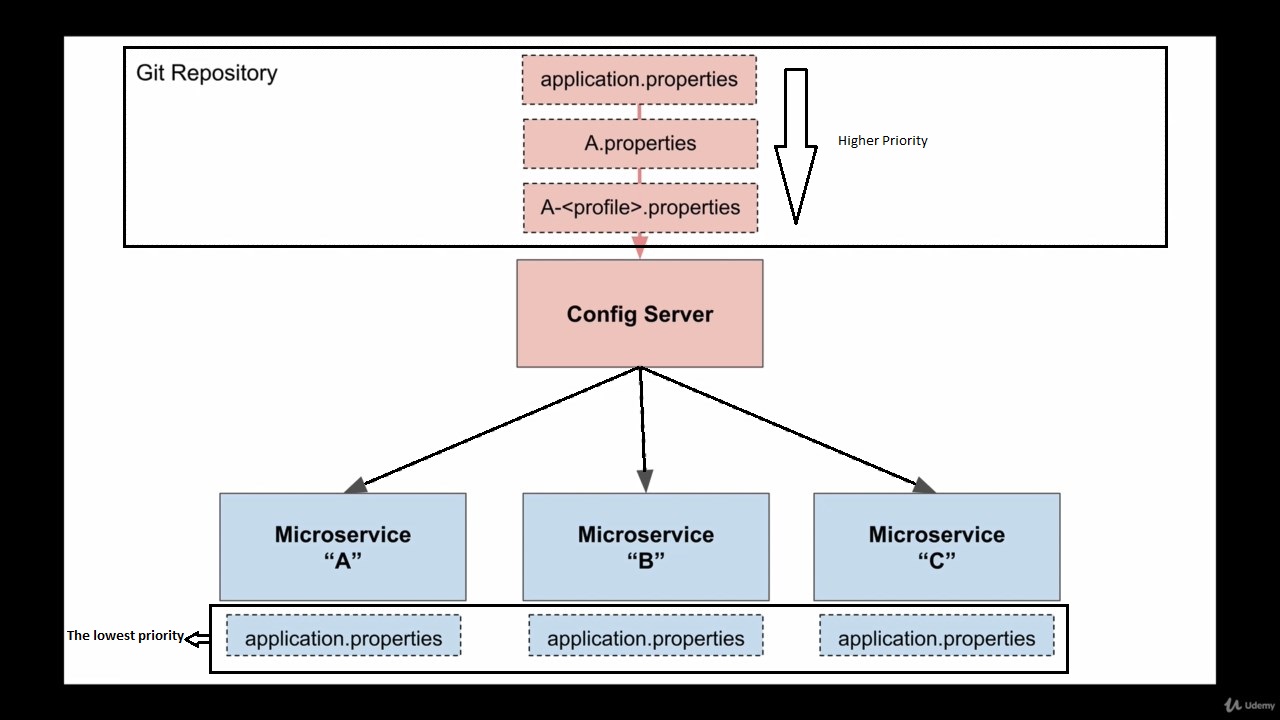 Git Repository
application.properties
A.properties
A-<profile>.properties
Higher Priority
Config Server
Microservice
“A”
Microservice
“B”
Microservice
“C”
The lowest priority
application.properties
application.properties
application.properties
Udemy